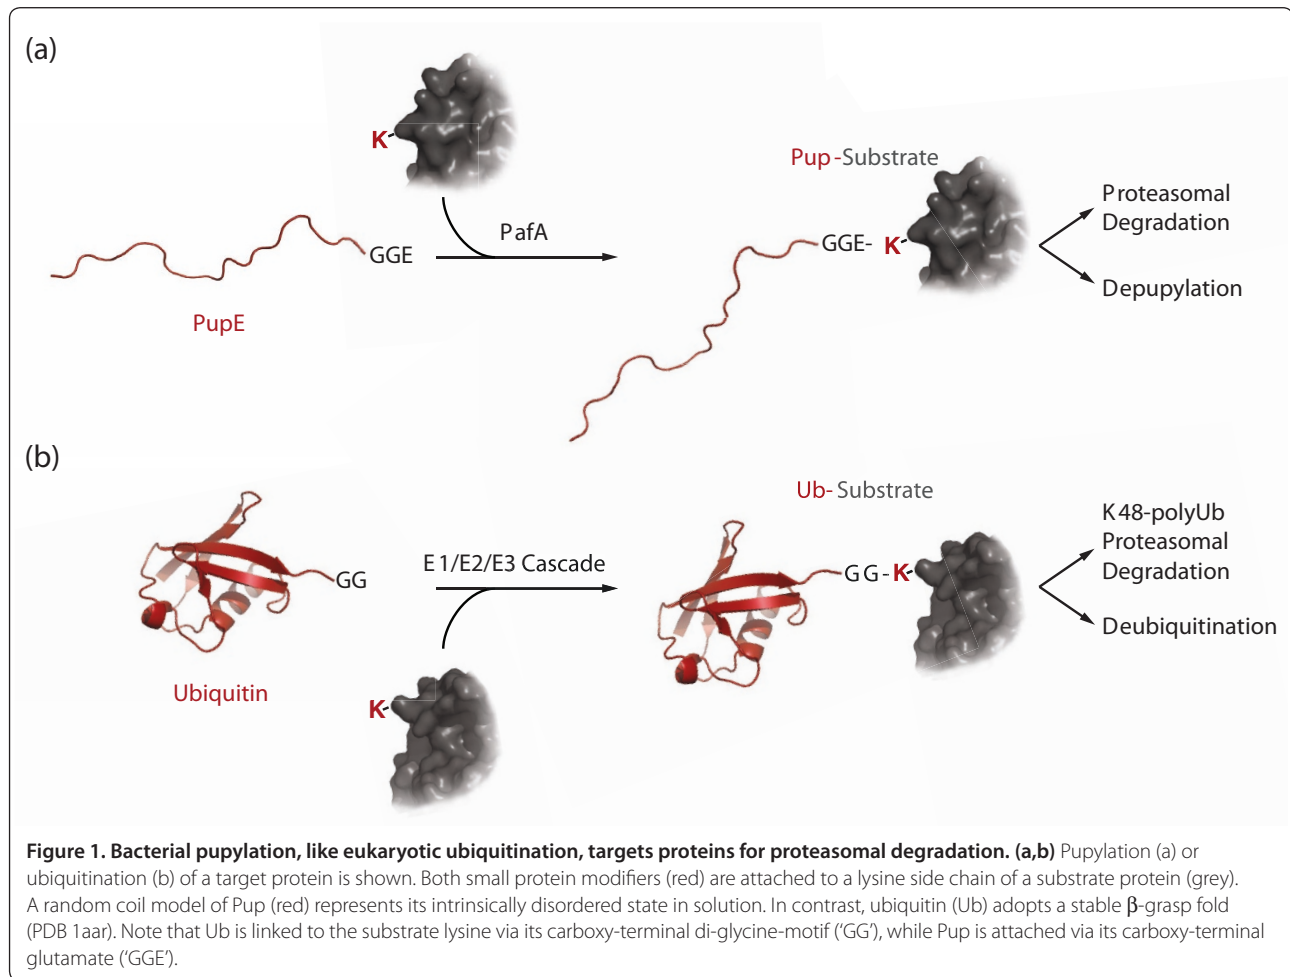 (a)
K
GGE
PupE
PafA
Pup-Substrate
GGE- K
Proteasomal
Degradation
Depupylation
(b)
GG
Ubiquitin
E1/E2/E3 Cascade
K
Ub- Substrate
GG-K
K48-polyUb
Proteasomal
Degradation
Deubiquitination
Figure 1. Bacterial pupylation, like eukaryotic ubiquitination, targets proteins for proteasomal degradation. (a,b) Pupylation (a) or
ubiquitination (b) of a target protein is shown. Both small protein modifiers (red) are attached to a lysine side chain of a substrate protein (grey).
A random coil model of Pup (red) represents its intrinsically disordered state in solution. In contrast, ubiquitin (Ub) adopts a stable β-grasp fold
(PDB 1aar). Note that Ub is linked to the substrate lysine via its carboxy-terminal di-glycine-motif (‘GG’), while Pup is attached via its carboxy-terminal
glutamate (‘GGE’).